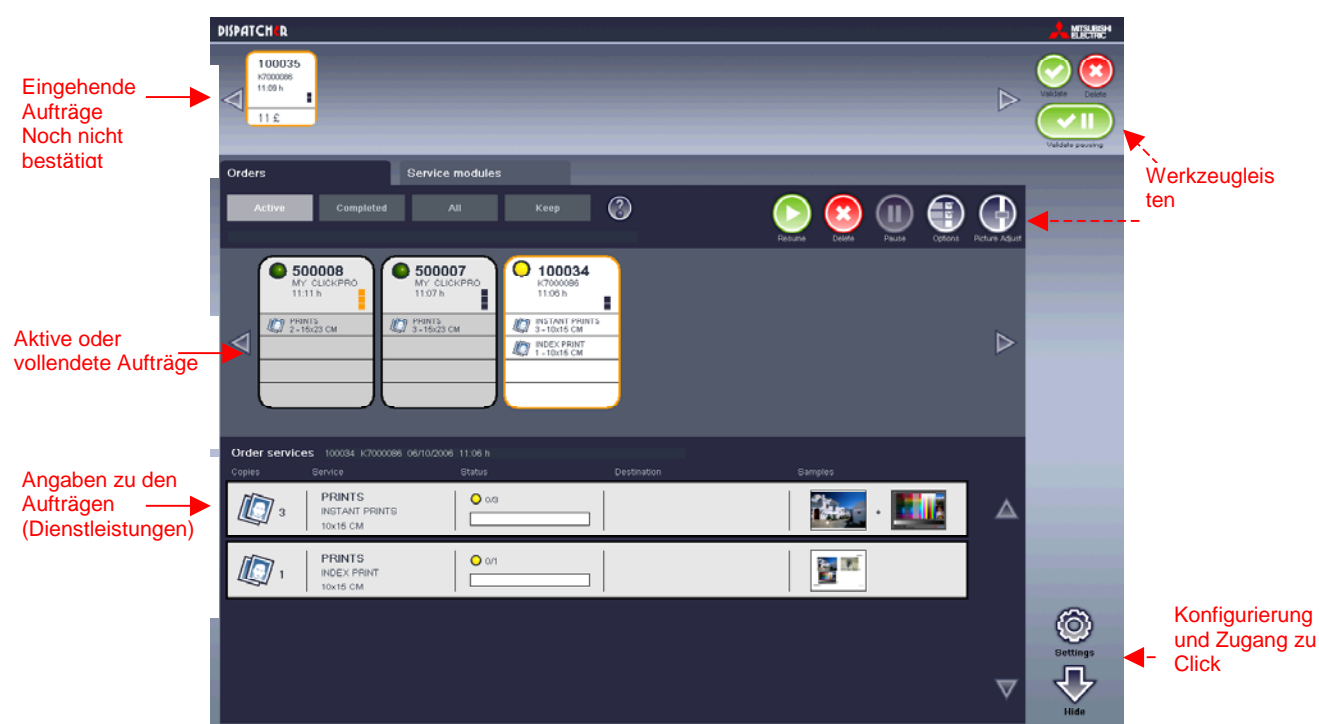 DISPATCHER
MITSUBISHI
ELECTRIC
Eingehende
Aufträge
Noch nicht
bestätigt
100035
K7000086
11:09 h
11 £
Validate
Delete
Validate pausing
Werkzeugleis
ten
Orders
Service modules
Active
Completed
All
Keep
?
Resume
Delete
Pause
Options
Picture Adjust
Aktive oder
vollendete Aufträge
500008
MY CLICKPRO
11:11 h
PRINTS
2 - 15x23 CM
500007
MY CLICKPRO
11:07 h
PRINTS
3 - 15x23 CM
100034
K7000086
11:06 h
INSTANT PRINTS
3 - 10x15 CM
INDEX PRINT
1 - 10x15 CM
Angaben zu den
Aufträgen
(Dienstleistungen)
Order services 100034 K7000086 06/10/2006 11:06 h
Copies Service Status Destination Samples
3
PRINTS
INSTANT PRINTS
10x15 CM
0/3
1
PRINTS
INDEX PRINT
10x15 CM
0/1
Konfigurierung
und Zugang zu
Click
Settings
Hide